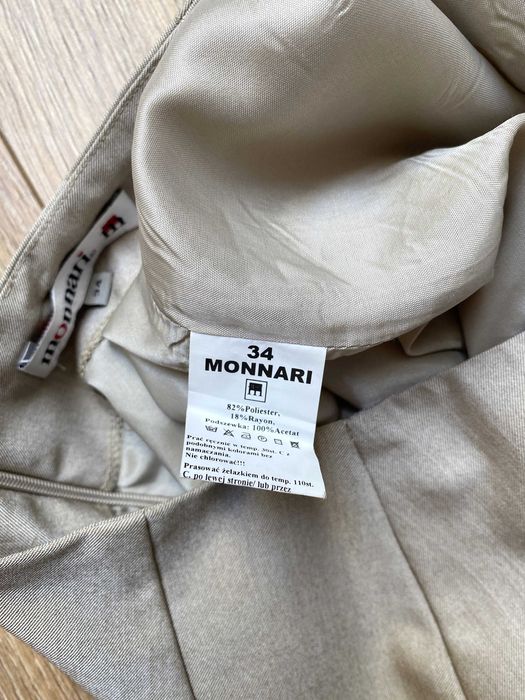 monnari
34
34
MONNARI
82%Poliester,
18%Rayon,
Podszewka: 100%Acetat
Prać ręcznie w temp. 30st. C z
podobnymi kolorami bez
namaczania.
Nie chlorować!!!
Prasować żelazkiem do temp. 110st.
C, po lewej stronie/ lub przez